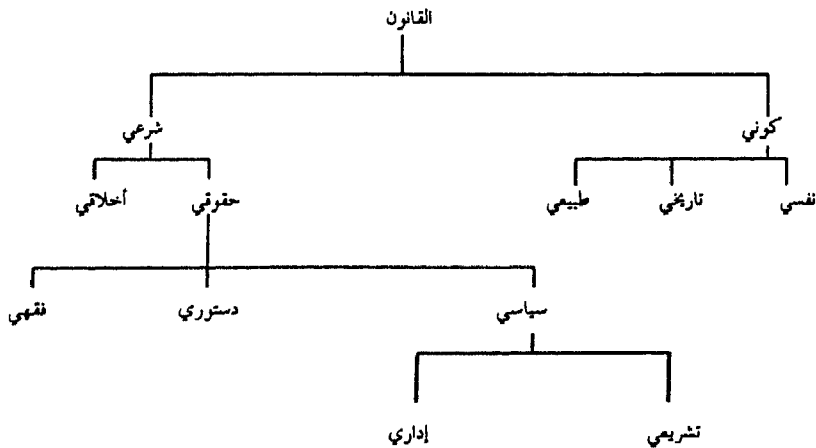 القانون
كوني شرعي
نفسي تاريخي طبيعي حقوقي أخلاقي
سياسي دستوري فقهي
تشريعي إداري